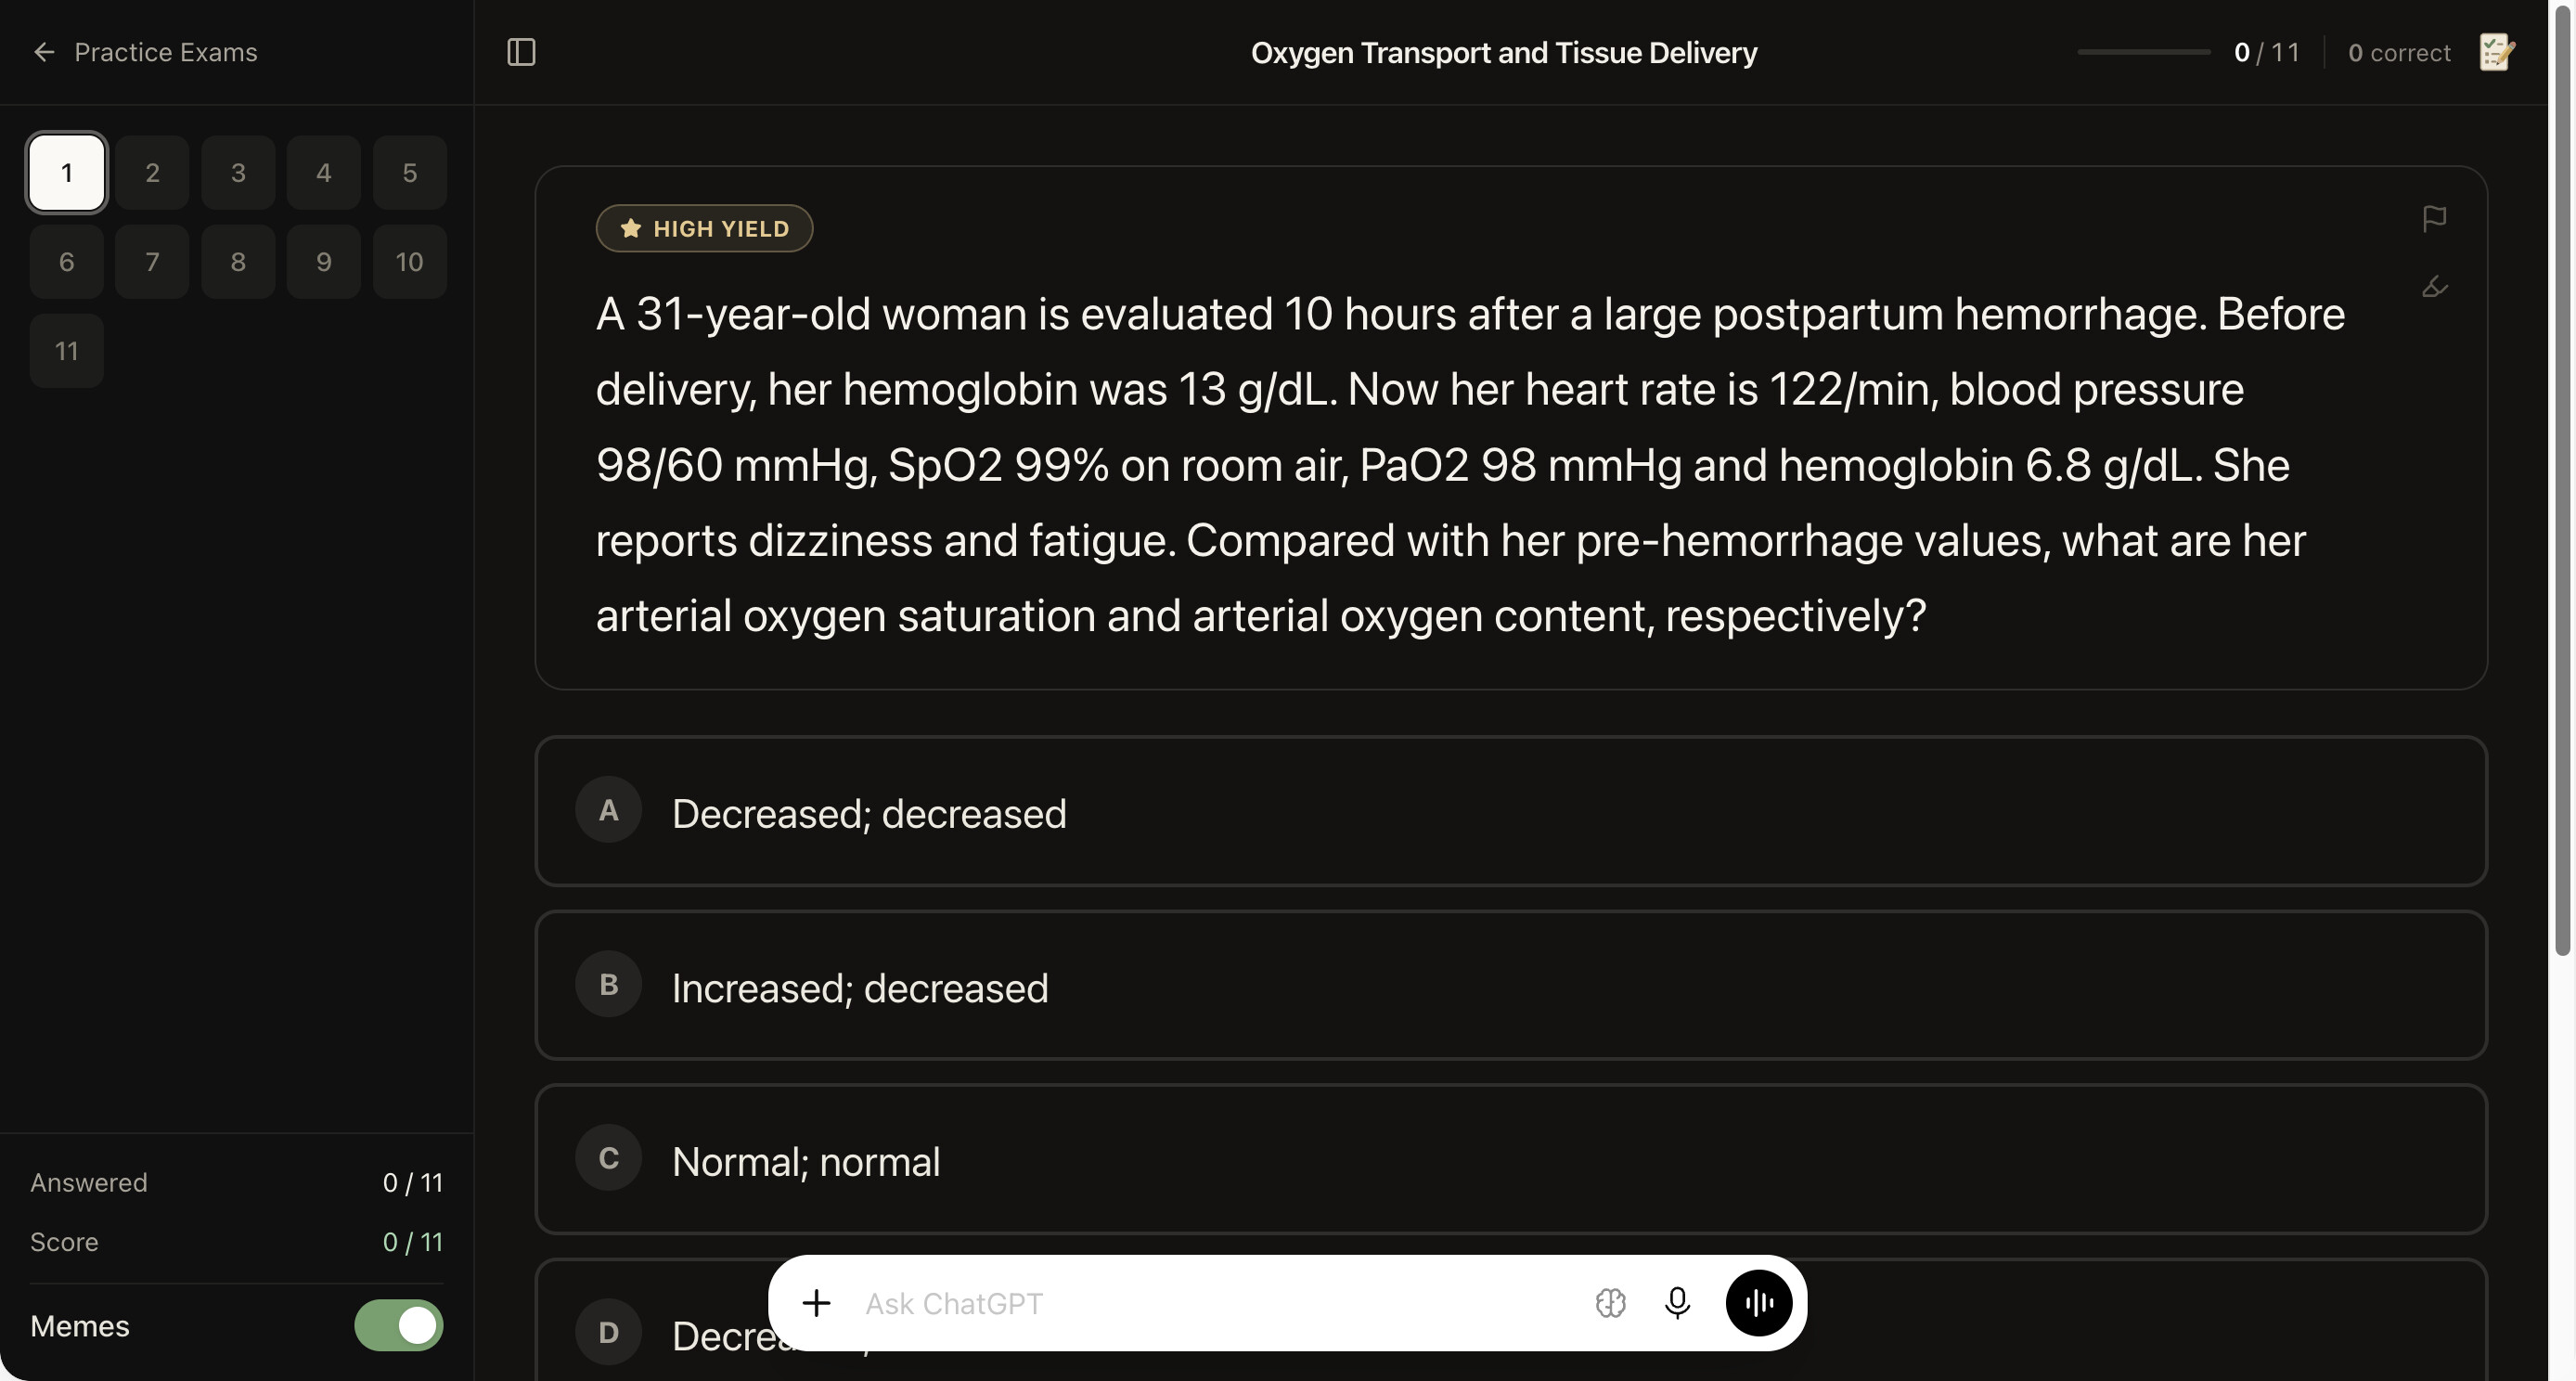 Practice Exams
Oxygen Transport and Tissue Delivery
0 / 11
0 correct
1 2 3 4 5
6 7 8 9 10
11
HIGH YIELD
A 31-year-old woman is evaluated 10 hours after a large postpartum hemorrhage. Before
delivery, her hemoglobin was 13 g/dL. Now her heart rate is 122/min, blood pressure
98/60 mmHg, SpO2 99% on room air, PaO2 98 mmHg and hemoglobin 6.8 g/dL. She
reports dizziness and fatigue. Compared with her pre-hemorrhage values, what are her
arterial oxygen saturation and arterial oxygen content, respectively?
A Decreased; decreased
B Increased; decreased
C Normal; normal
D
Ask ChatGPT
Answered 0 / 11
Score 0 / 11
Memes